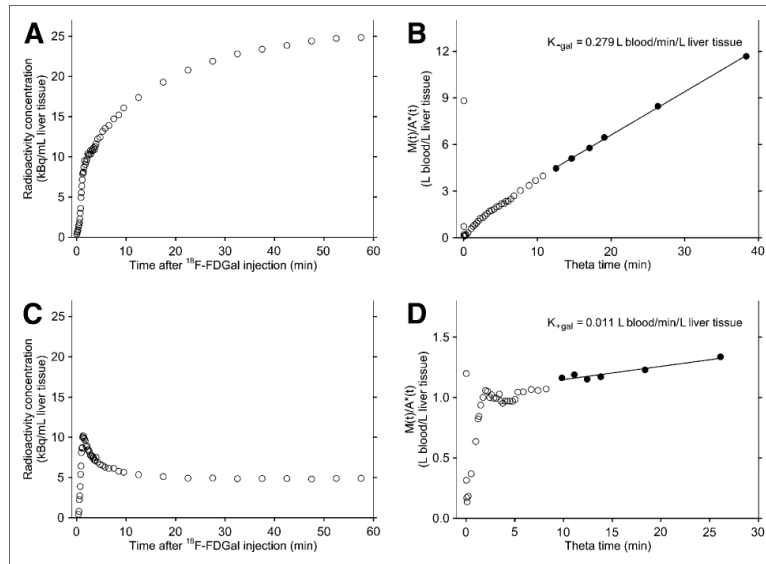 A
Radioactivity concentration
(kBq/mL liver tissue)
25
20
15
10
5
0
0 10 20 30 40 50 60
Time after ¹⁸F-FDGal injection (min)
B
K₋gal = 0.279 L blood/min/L liver tissue
M(t)/A*(t)
(L blood/L liver tissue)
12
9
6
3
0
0 10 20 30 40
Theta time (min)
C
Radioactivity concentration
(kBq/mL liver tissue)
25
20
15
10
5
0
0 10 20 30 40 50 60
Time after ¹⁸F-FDGal injection (min)
D
K₊gal = 0.011 L blood/min/L liver tissue
M(t)/A*(t)
(L blood/L liver tissue)
1.5
1.0
0.5
0.0
0 5 10 15 20 25 30
Theta time (min)